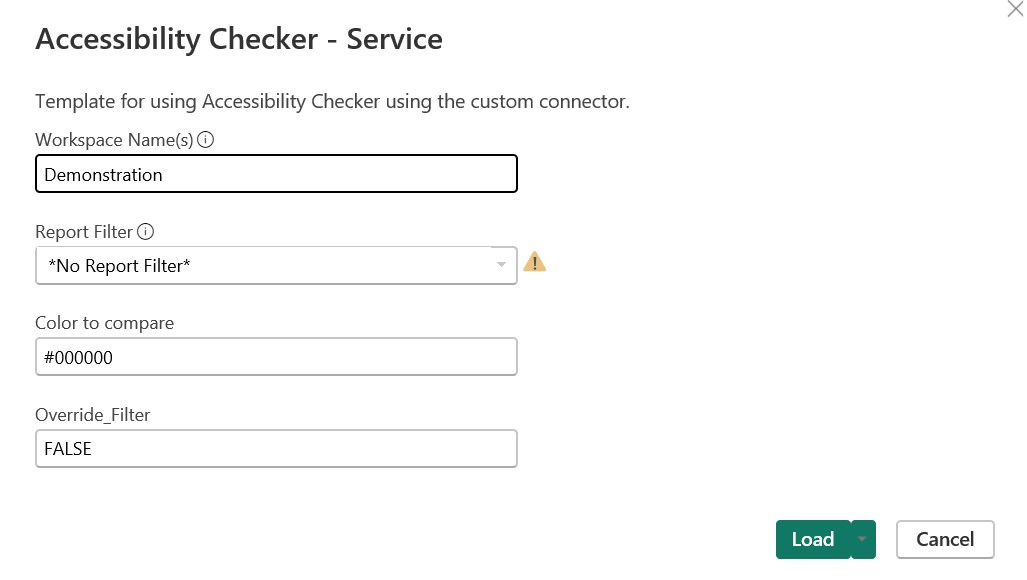 Accessibility Checker - Service
Template for using Accessibility Checker using the custom connector.
Workspace Name(s)
Demonstration
Report Filter
*No Report Filter*
Color to compare
#000000
Override_Filter
FALSE
Load Cancel